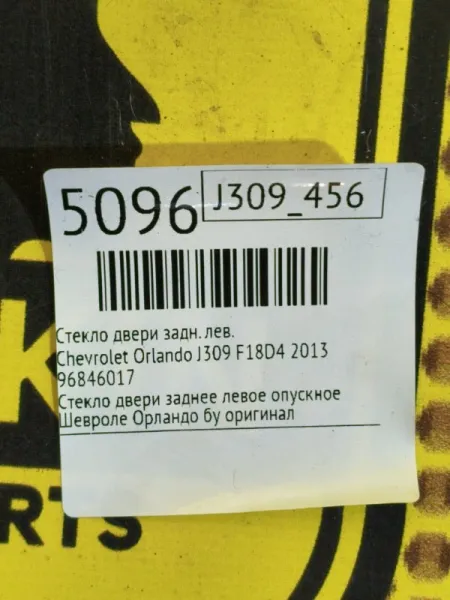 5096 J309_456
Стекло двери задн. лев.
Chevrolet Orlando J309 F18D4 2013
96846017
Стекло двери заднее левое опускное
Шевроле Орландо бу оригинал